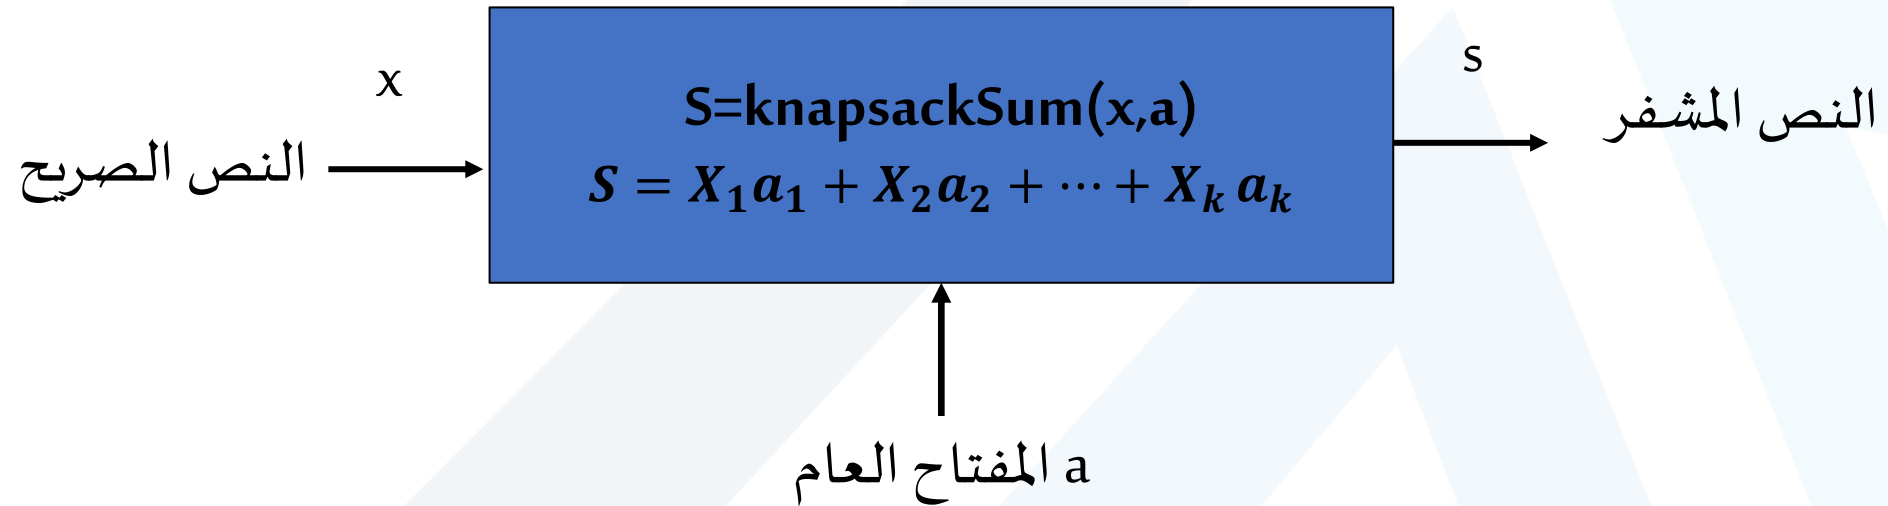 x
النص الصريح
S=knapsackSum(x,a)
S = X₁a₁ + X₂a₂ + ⋯ + Xₖ aₖ
s
النص المشفر
a المفتاح العام